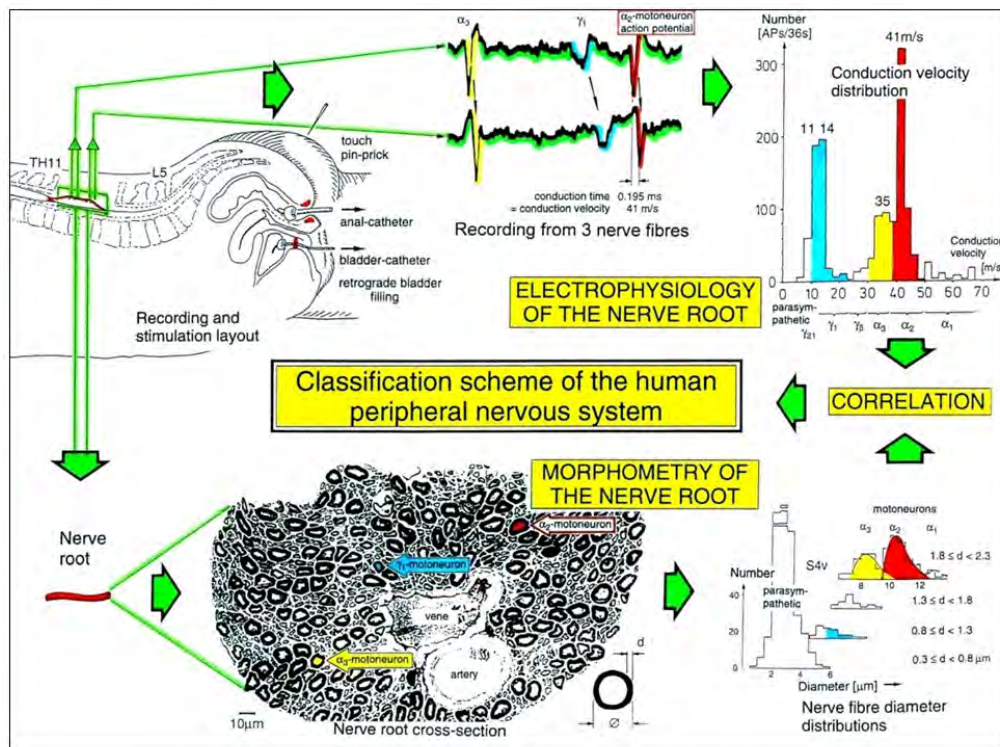 α₃
γ₁
α₂-motoneuron
action potential
Number
[APs/36s]
41m/s
300
200
100
0
Conduction velocity
distribution
11 14
35
Conduction
velocity
[m/s]
0 10 20 30 40 50 60 70
parasym-
pathetic
γ₂₁
γ₁
γβ
α₃
α₂
α₁
TH11
L5
touch
pin-prick
anal-catheter
bladder-catheter
retrograde bladder
filling
Recording and
stimulation layout
conduction time 0.195 ms
= conduction velocity 41 m/s
Recording from 3 nerve fibres
ELECTROPHYSIOLOGY
OF THE NERVE ROOT
Classification scheme of the human
peripheral nervous system
CORRELATION
MORPHOMETRY OF
THE NERVE ROOT
Nerve
root
α₂-motoneuron
γ₁-motoneuron
vene
α₃-motoneuron
artery
d
Ø
10μm
Nerve root cross-section
motoneurons
α₃ α₂ α₁
S4v
1.8 ≤ d < 2.3
8 10 12
Number
parasym-
pathetic
1.3 ≤ d < 1.8
0.8 ≤ d < 1.3
0.3 ≤ d < 0.8 μm
40
20
0
2 4 6
Diameter [μm]
Nerve fibre diameter
distributions